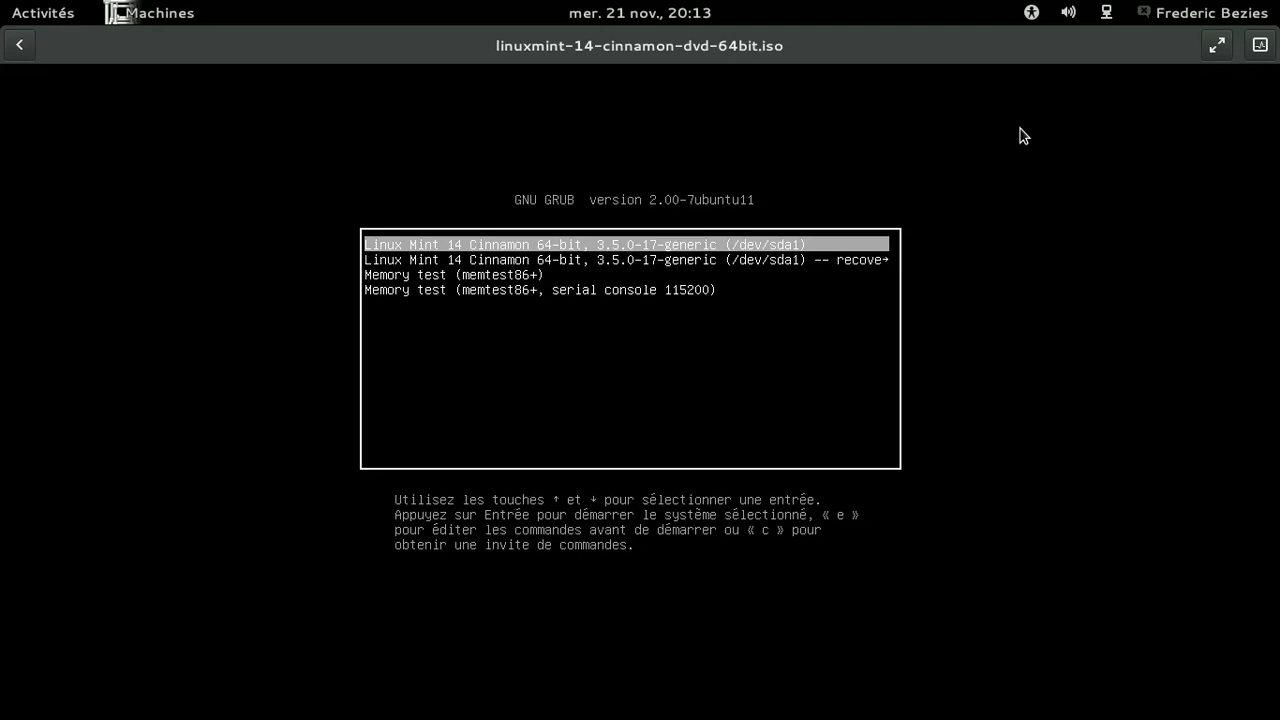 Activités Machines mer. 21 nov., 20:13 Frederic Bezies
linuxmint-14-cinnamon-dvd-64bit.iso
GNU GRUB version 2.00-7ubuntu11
Linux Mint 14 Cinnamon 64-bit, 3.5.0-17-generic (/dev/sda1)
Linux Mint 14 Cinnamon 64-bit, 3.5.0-17-generic (/dev/sda1) -- recove→
Memory test (memtest86+)
Memory test (memtest86+, serial console 115200)
Utilisez les touches ↑ et ↓ pour sélectionner une entrée.
Appuyez sur Entrée pour démarrer le système sélectionné, « e »
pour éditer les commandes avant de démarrer ou « c » pour
obtenir une invite de commandes.